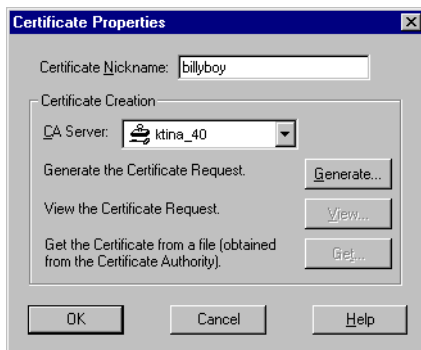 Certificate Properties
Certificate Nickname: billyboy
Certificate Creation
CA Server: ktina_40
Generate the Certificate Request. Generate...
View the Certificate Request. View...
Get the Certificate from a file (obtained
from the Certificate Authority). Get...
OK Cancel Help